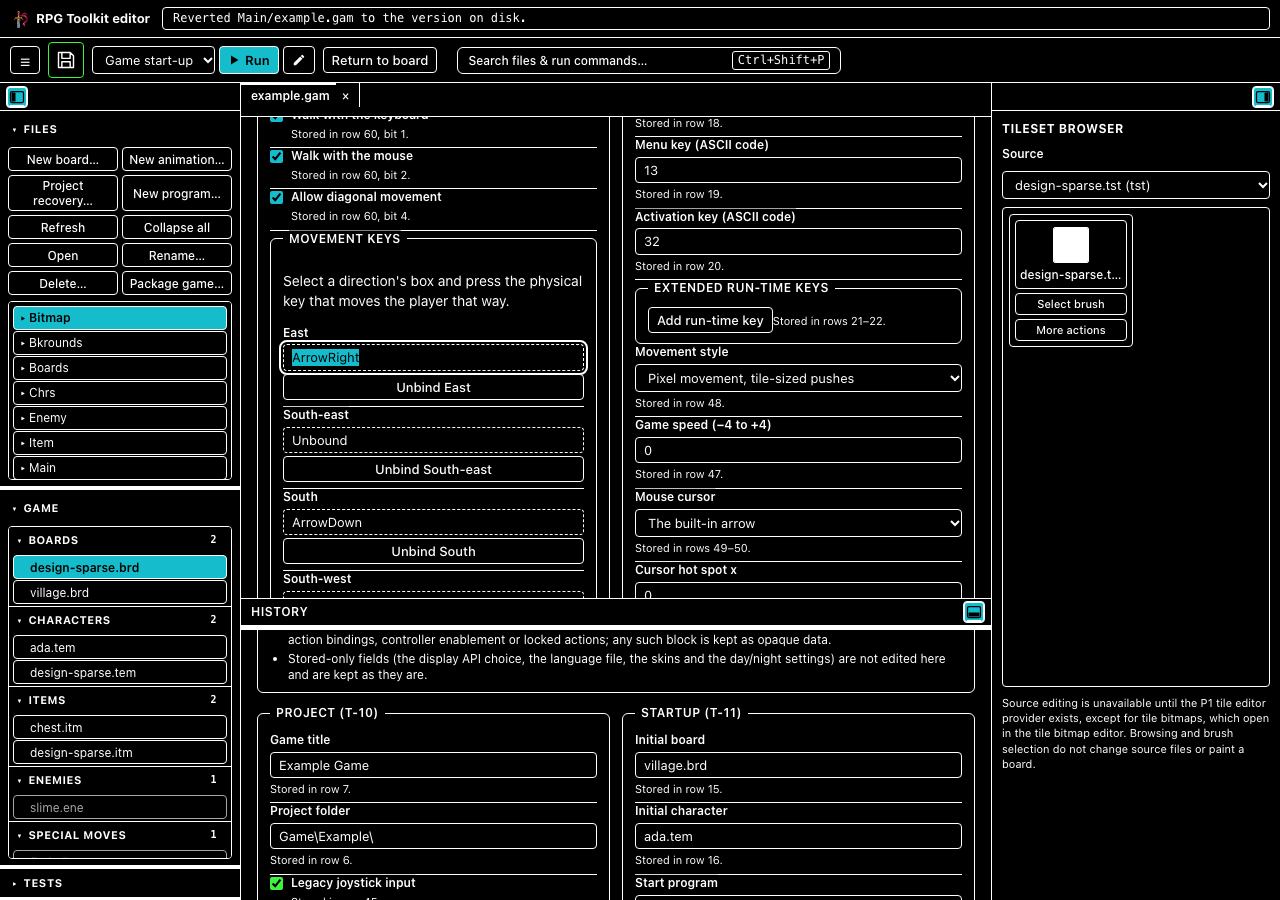 RPG Toolkit editor
Reverted Main/example.gam to the version on disk.
Game start-up
Run
Return to board
Search files & run commands...
Ctrl+Shift+P
FILES
New board...
New animation...
Project recovery...
New program...
Refresh
Collapse all
Open
Rename...
Delete...
Package game...
Bitmap
Bkrounds
Boards
Chrs
Enemy
Item
Main
GAME
BOARDS 2
design-sparse.brd
village.brd
CHARACTERS 2
ada.tem
design-sparse.tem
ITEMS 2
chest.itm
design-sparse.itm
ENEMIES 1
slime.ene
SPECIAL MOVES 1
TESTS
example.gam ×
Walk with the keyboard
Stored in row 60, bit 1.
Walk with the mouse
Stored in row 60, bit 2.
Allow diagonal movement
Stored in row 60, bit 4.
MOVEMENT KEYS
Select a direction's box and press the physical
key that moves the player that way.
East
ArrowRight
Unbind East
South-east
Unbound
Unbind South-east
South
ArrowDown
Unbind South
South-west
Stored in row 18.
Menu key (ASCII code)
13
Stored in row 19.
Activation key (ASCII code)
32
Stored in row 20.
EXTENDED RUN-TIME KEYS
Add run-time key
Stored in rows 21–22.
Movement style
Pixel movement, tile-sized pushes
Stored in row 48.
Game speed (−4 to +4)
0
Stored in row 47.
Mouse cursor
The built-in arrow
Stored in rows 49–50.
Cursor hot spot x
0
HISTORY
action bindings, controller enablement or locked actions; any such block is kept as opaque data.
• Stored-only fields (the display API choice, the language file, the skins and the day/night settings) are not edited here
and are kept as they are.
PROJECT (T-10)
Game title
Example Game
Stored in row 7.
Project folder
Game\Example\
Stored in row 6.
Legacy joystick input
STARTUP (T-11)
Initial board
village.brd
Stored in row 15.
Initial character
ada.tem
Stored in row 16.
Start program
TILESET BROWSER
Source
design-sparse.tst (tst)
design-sparse.t...
Select brush
More actions
Source editing is unavailable until the P1 tile editor
provider exists, except for tile bitmaps, which open
in the tile bitmap editor. Browsing and brush
selection do not change source files or paint a
board.